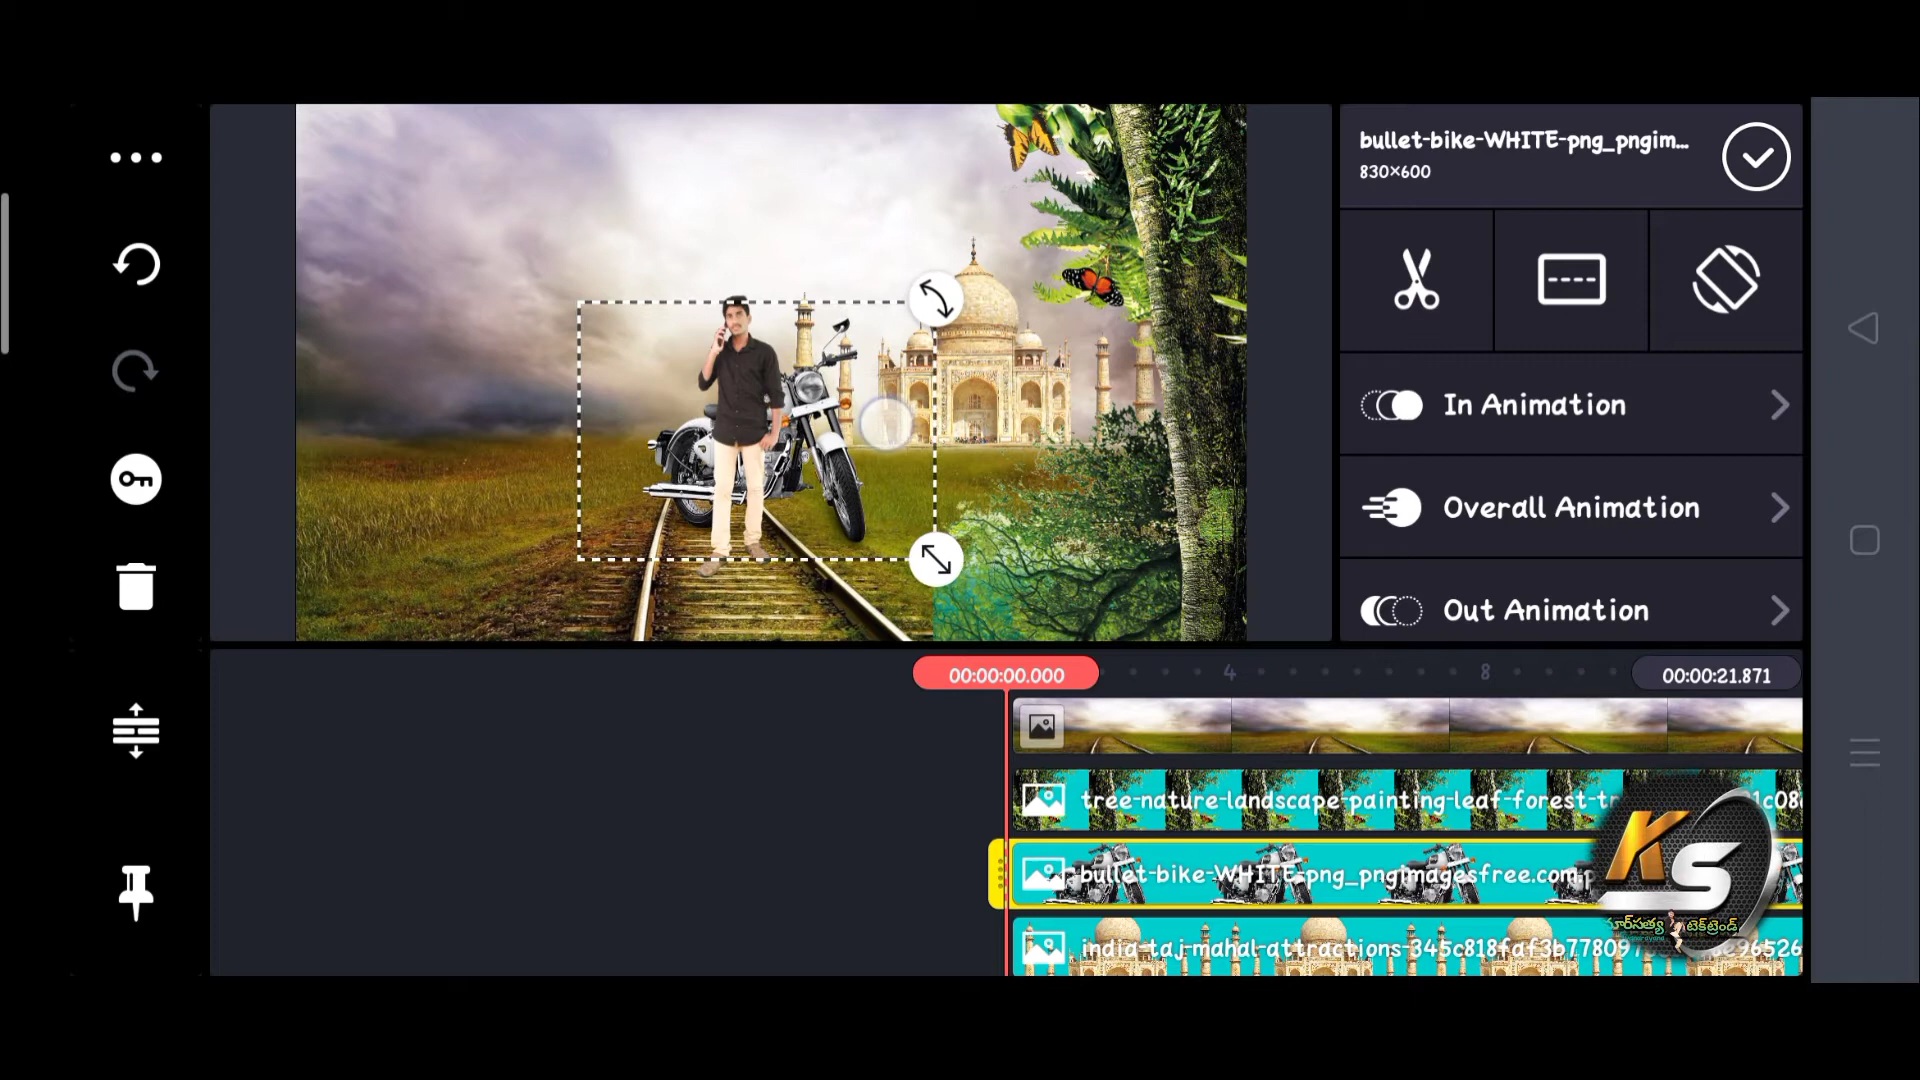 bullet-bike-WHITE-png_pngim...
830×600
In Animation
Overall Animation
Out Animation
00:00:00.000
4
8
00:00:21.871
tree-nature-landscape-painting-leaf-forest-tr
bullet-bike-WHITE-png_pngimagesfree.com.p
KS
టెక్‌ట్రెండ్
india-taj-mahal-attractions-345c818faf3b77809